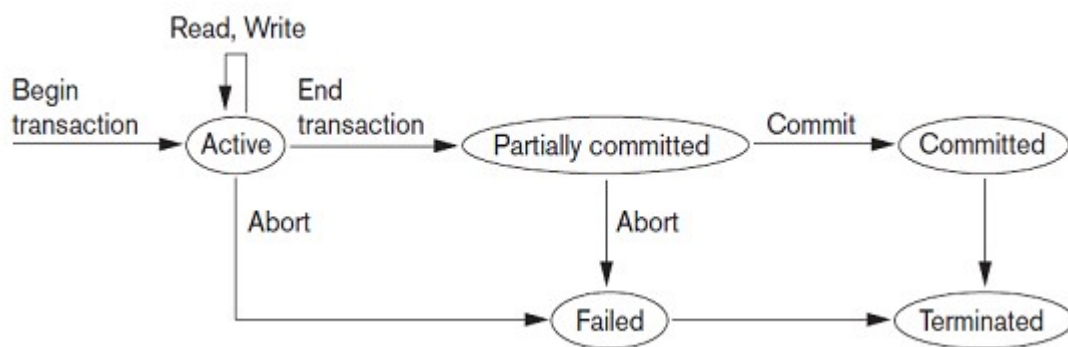 Read, Write
Begin
transaction
End
transaction
Active
Partially committed
Commit
Committed
Abort
Abort
Failed
Terminated